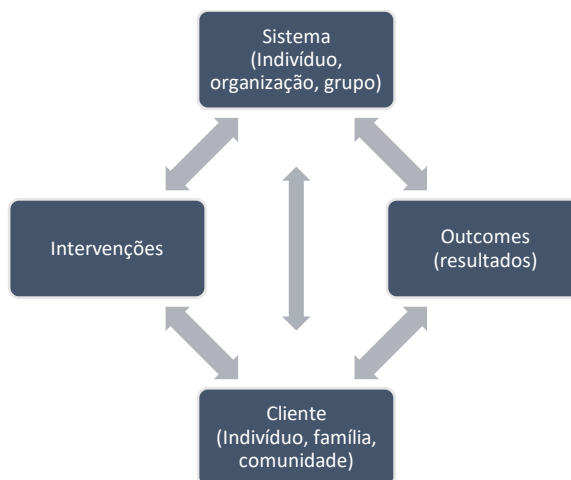 Sistema
(Indivíduo,
organização, grupo)
Intervenções
Outcomes
(resultados)
Cliente
(Indivíduo, família,
comunidade)